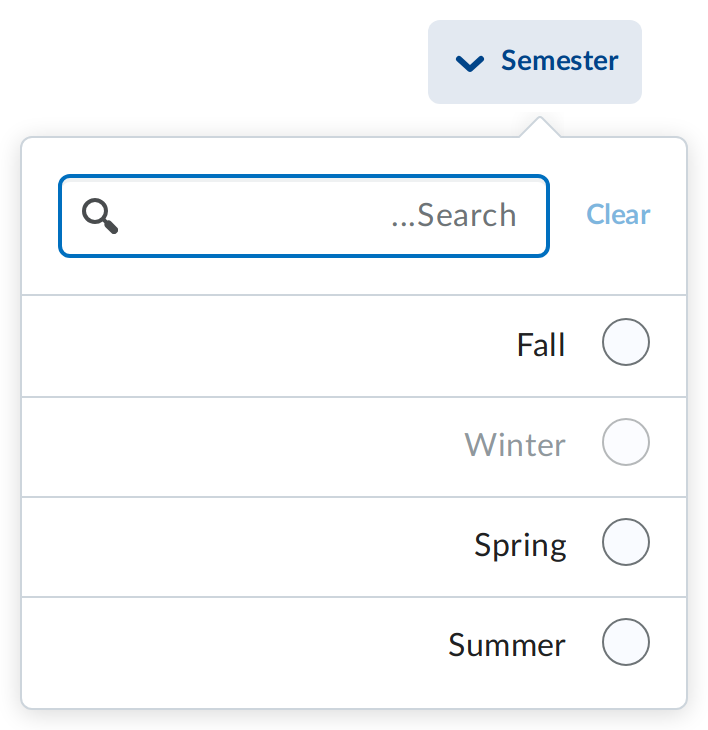 Semester
...Search
Clear
Fall
Winter
Spring
Summer